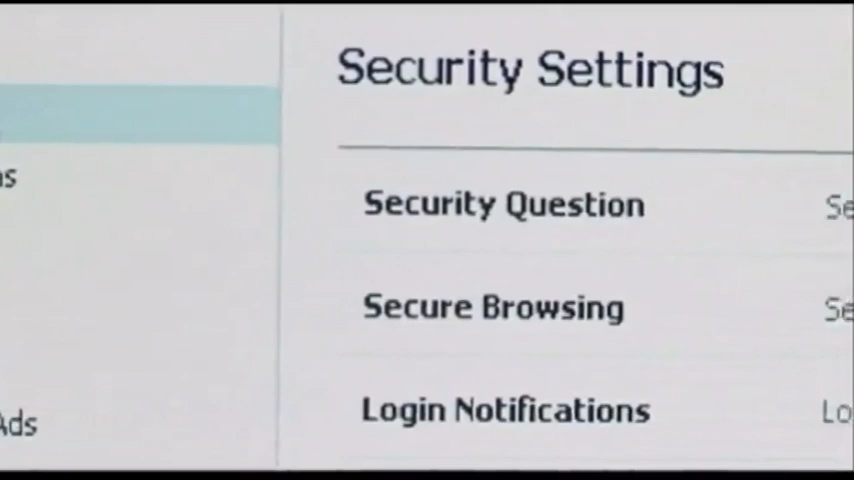 Security Settings
Security Question
Secure Browsing
Login Notifications
Ads